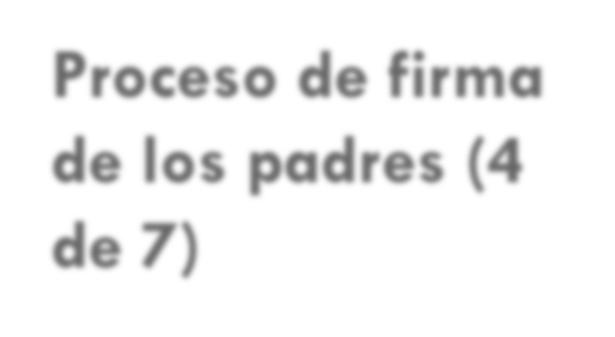 Proceso de firma
de los padres (4
de 7)